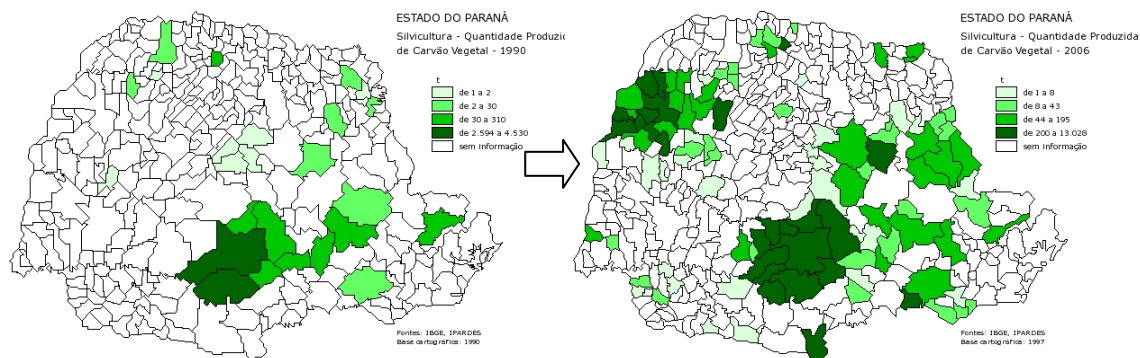 ESTADO DO PARANÁ
Silvicultura - Quantidade Produzi
de Carvão Vegetal - 1990
t
de 1 a 2
de 2 a 30
de 30 a 310
de 2.594 a 4.530
sem informação
Fontes: IBGE, IPARDES
Base cartográfica: 1990
ESTADO DO PARANÁ
Silvicultura - Quantidade Produzida
de Carvão Vegetal - 2006
t
de 1 a 8
de 8 a 43
de 44 a 195
de 200 a 13.028
sem informação
Fontes: IBGE, IPARDES
Base cartográfica: 1997